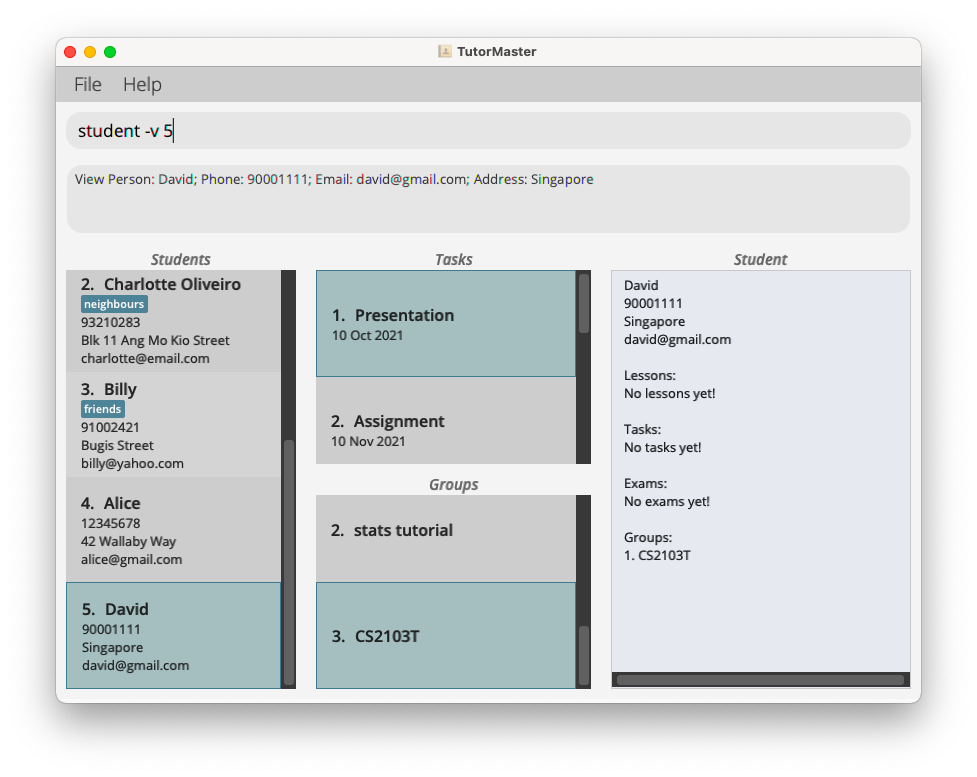 TutorMaster
File Help
student -v 5
View Person: David; Phone: 90001111; Email: david@gmail.com; Address: Singapore
Students
2. Charlotte Oliveiro
neighbours
93210283
Blk 11 Ang Mo Kio Street
charlotte@email.com
3. Billy
friends
91002421
Bugis Street
billy@yahoo.com
4. Alice
12345678
42 Wallaby Way
alice@gmail.com
5. David
90001111
Singapore
david@gmail.com
Tasks
1. Presentation
10 Oct 2021
2. Assignment
10 Nov 2021
Groups
2. stats tutorial
3. CS2103T
Student
David
90001111
Singapore
david@gmail.com
Lessons:
No lessons yet!
Tasks:
No tasks yet!
Exams:
No exams yet!
Groups:
1. CS2103T